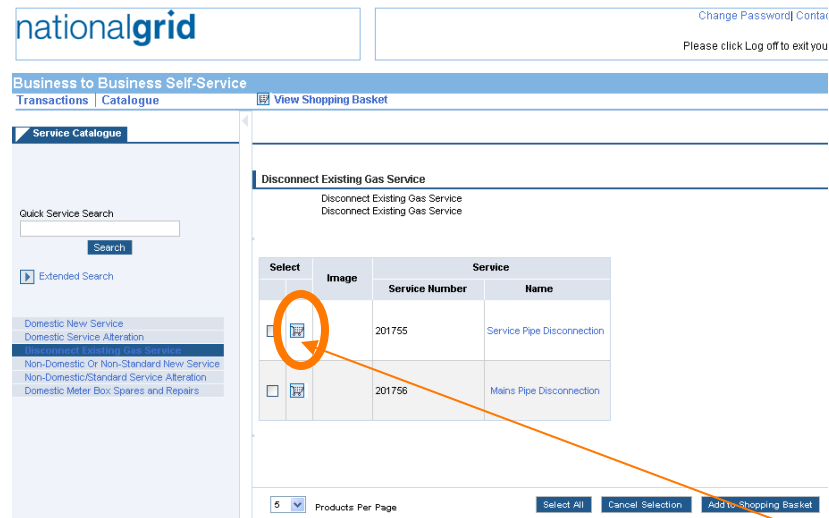 nationalgrid
Change Password| Contac
Please click Log off to exit you
Business to Business Self-Service
Transactions | Catalogue
View Shopping Basket
Service Catalogue
Quick Service Search
Search
Extended Search
Domestic New Service
Domestic Service Alteration
Disconnect Existing Gas Service
Non-Domestic Or Non-Standard New Service
Non-Domestic/Standard Service Alteration
Domestic Meter Box Spares and Repairs
Disconnect Existing Gas Service
Disconnect Existing Gas Service
Disconnect Existing Gas Service
Select Image Service
Service Number Name
201755 Service Pipe Disconnection
201756 Mains Pipe Disconnection
5 Products Per Page
Select All Cancel Selection Add to Shopping Basket